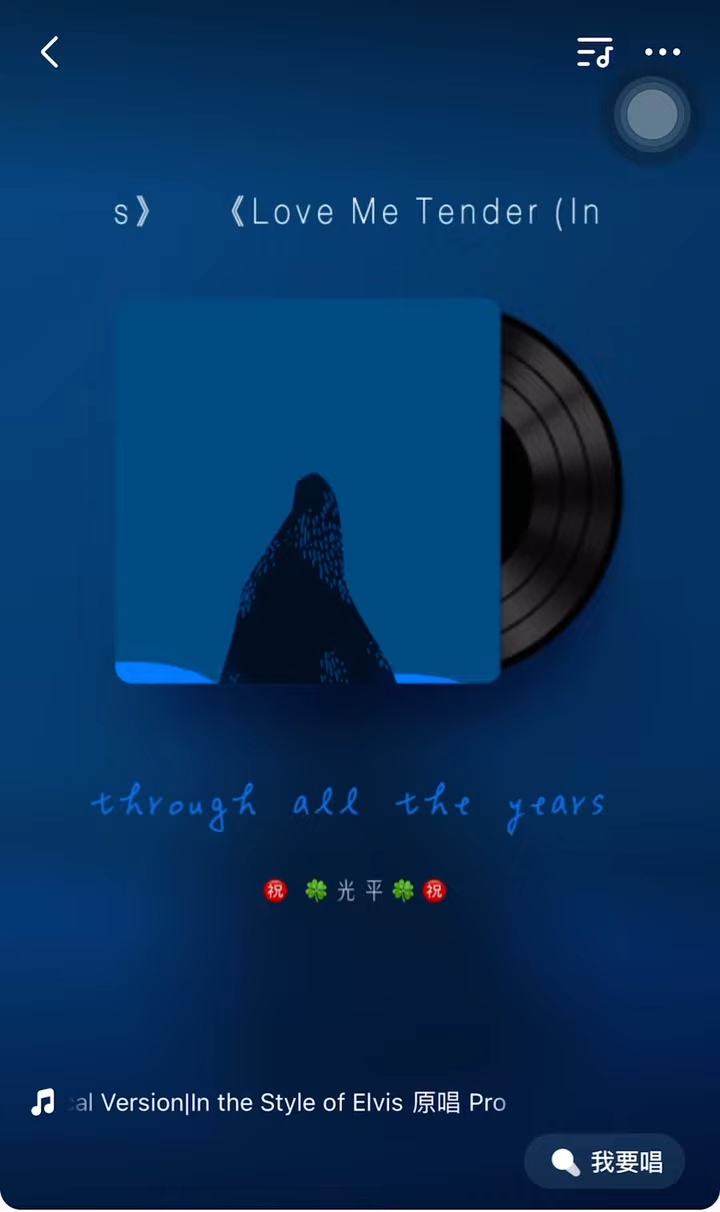 s》 《Love Me Tender (In
through all the years
㊗️ 🍀光平🍀㊗️
al Version|In the Style of Elvis 原唱 Pro
我要唱